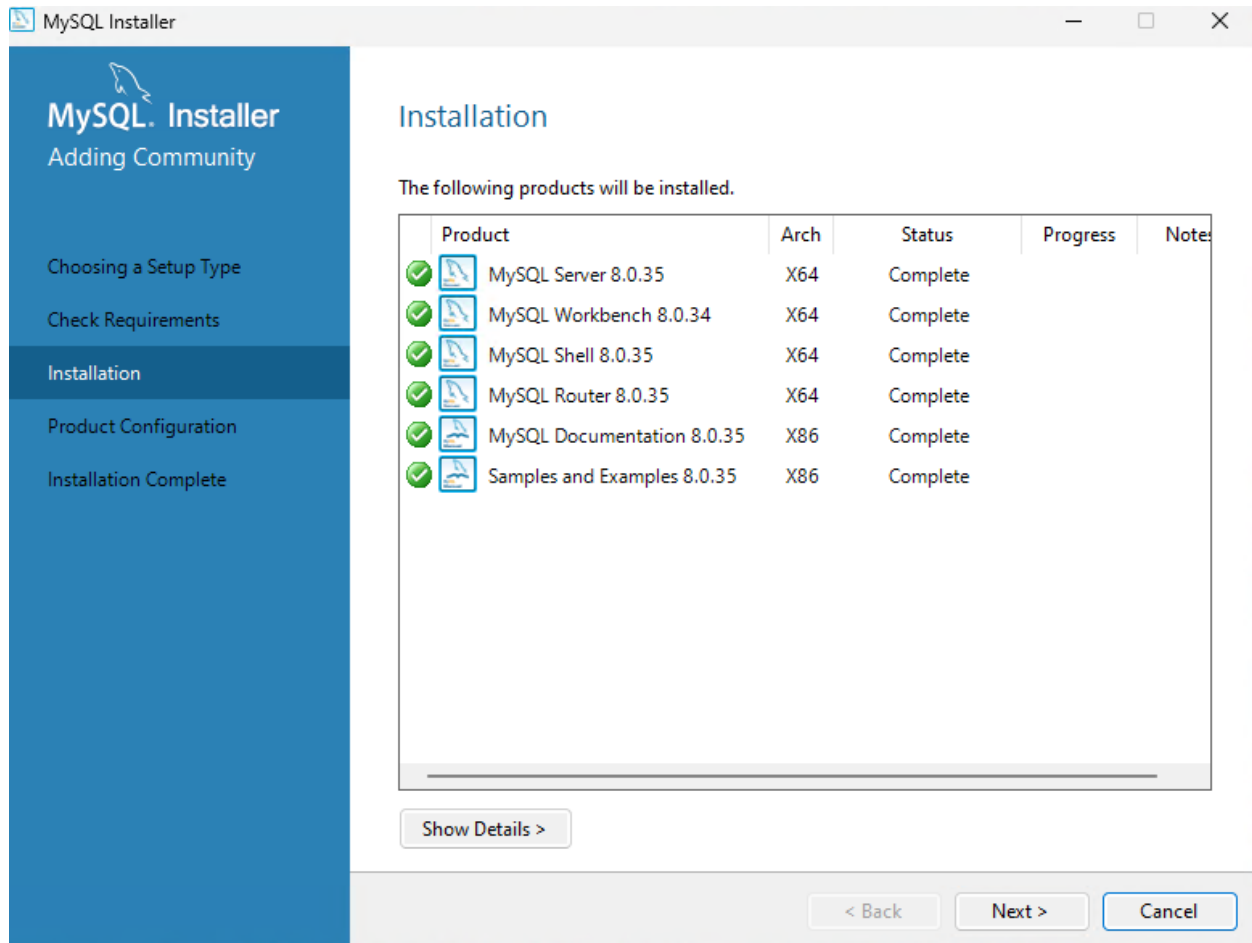 MySQL Installer
MySQL. Installer
Adding Community
Choosing a Setup Type
Check Requirements
Installation
Product Configuration
Installation Complete
Installation
The following products will be installed.
Product Arch Status Progress Notes
MySQL Server 8.0.35 X64 Complete
MySQL Workbench 8.0.34 X64 Complete
MySQL Shell 8.0.35 X64 Complete
MySQL Router 8.0.35 X64 Complete
MySQL Documentation 8.0.35 X86 Complete
Samples and Examples 8.0.35 X86 Complete
Show Details >
< Back Next > Cancel